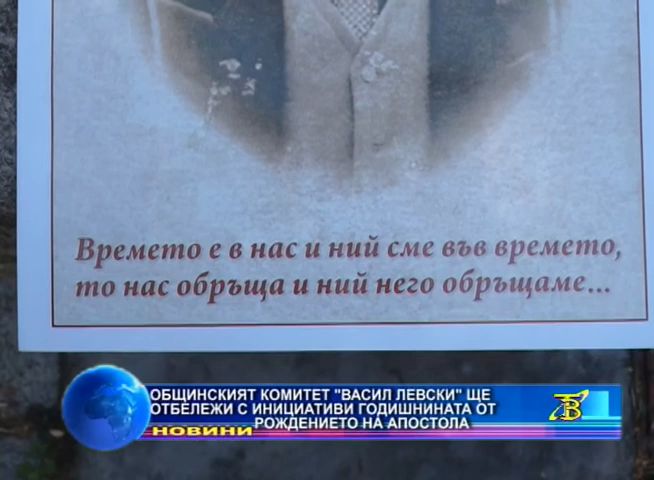 Времето е в нас и ний сме във времето,
то нас обръща и ний него обръщаме...
ОБЩИНСКИЯТ КОМИТЕТ "ВАСИЛ ЛЕВСКИ" ЩЕ
ОТБЕЛЕЖИ С ИНИЦИАТИВИ ГОДИШНИНАТА ОТ
РОЖДЕНИЕТО НА АПОСТОЛА
НОВИНИ
ТВ